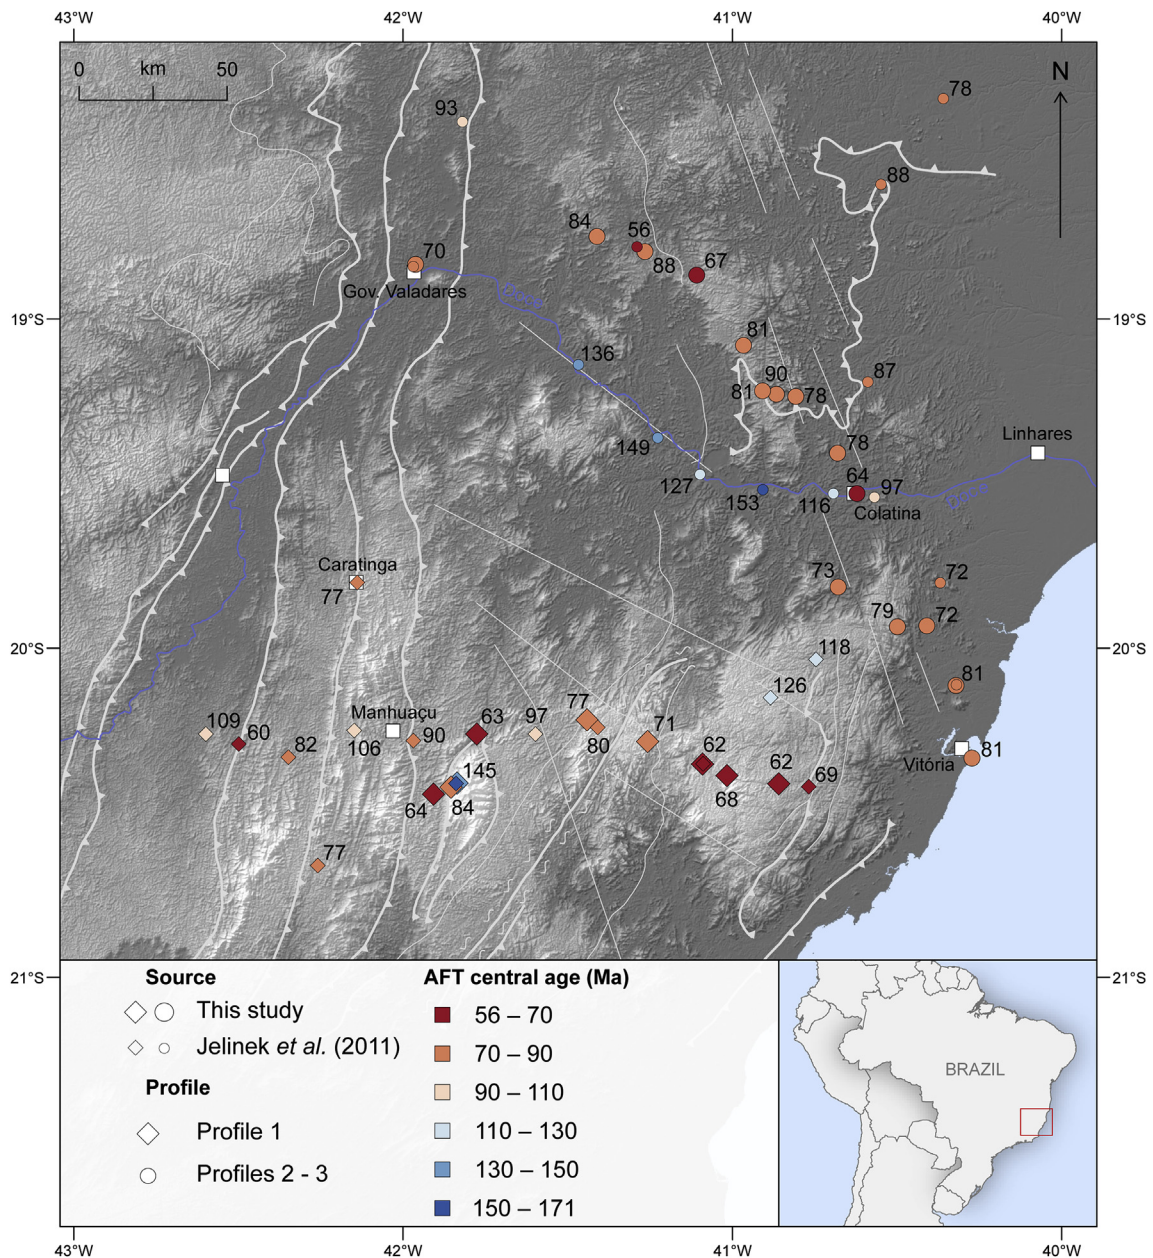 43°W 42°W 41°W 40°W
0 km 50
N
78
93
88
84
56
88
67
70
Gov. Valadares
Doce
19°S 19°S
81
136
87
90
81
78
149
78
Linhares
127
153
116
64
97
Colatina
Doce
Caratinga
77
73
72
79
72
20°S 20°S
118
126
81
109
60
82
Manhuaçu
106
90
63
97
77
80
71
62
68
62
69
81
Vitória
145
64
84
77
21°S 21°S
Source
This study
Jelinek et al. (2011)
Profile
Profile 1
Profiles 2 - 3
AFT central age (Ma)
56 – 70
70 – 90
90 – 110
110 – 130
130 – 150
150 – 171
BRAZIL
43°W 42°W 41°W 40°W